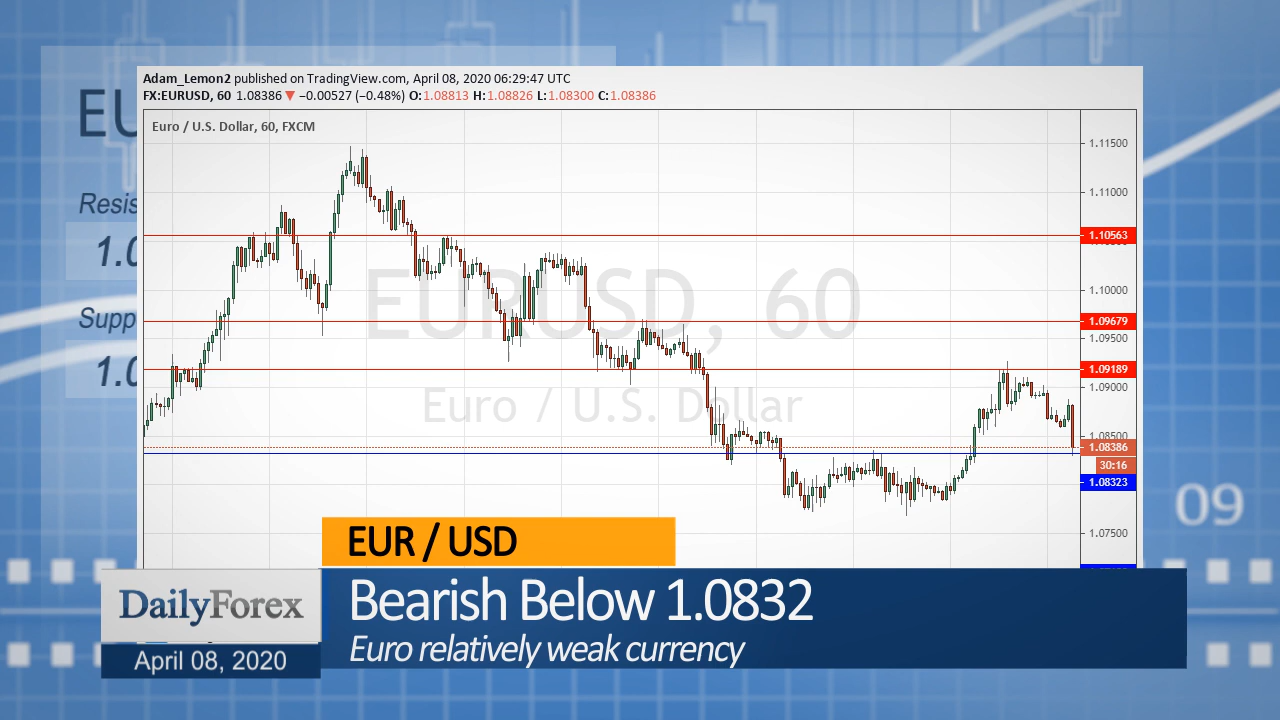 Adam_Lemon2 published on TradingView.com, April 08, 2020 06:29:47 UTC
FX:EURUSD, 60 1.08386 ▼ −0.00527 (−0.48%) O:1.08813 H:1.08826 L:1.08300 C:1.08386
Euro / U.S. Dollar, 60, FXCM
1.11500
1.11000
1.10563
1.10000
1.09679
1.09500
1.09189
1.09000
1.08500
1.08386
30:16
1.08323
1.07500
EURUSD, 60
Euro / U.S. Dollar
EU
Resis
1.0
Supp
1.0
09
EUR / USD
DailyForex
Bearish Below 1.0832
Euro relatively weak currency
April 08, 2020